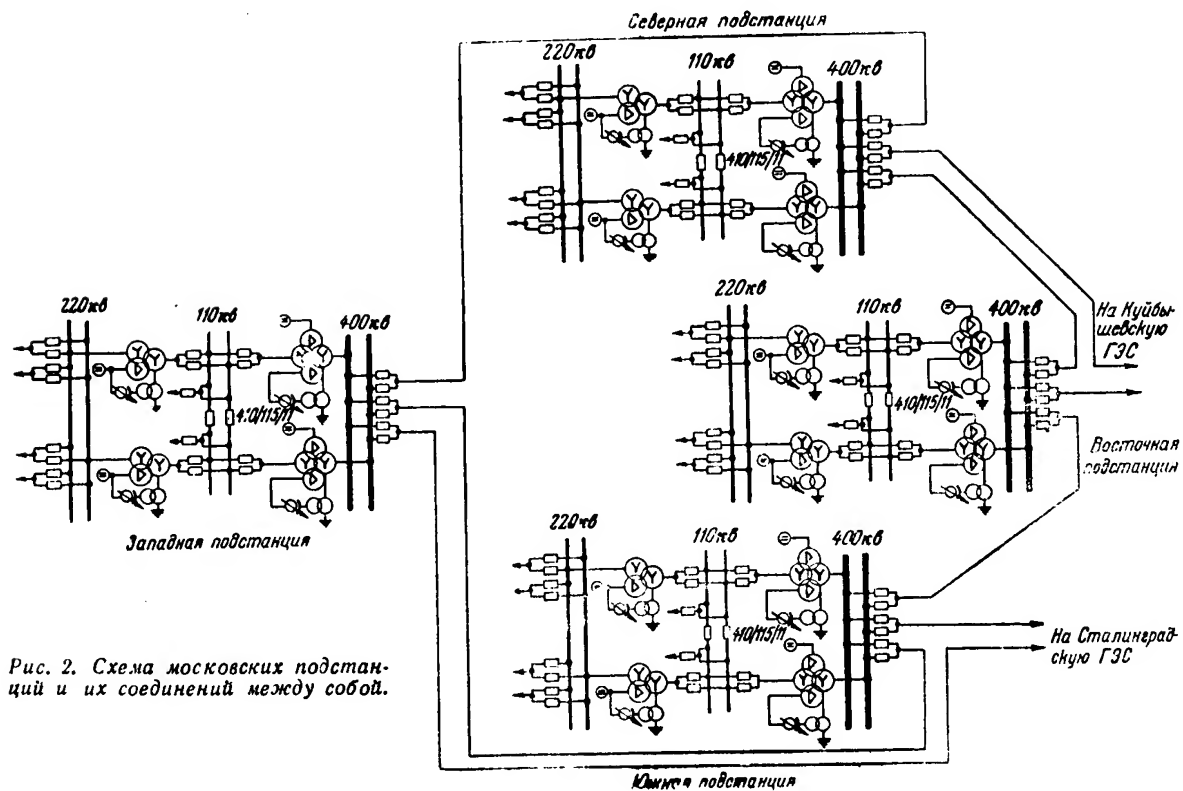 Северная подстанция
220кв
110кв
400кв
410/115/11
220кв
110кв
400кв
410/115/11
На Куйбы-
шевскую
ГЭС
Восточная
подстанция
220кв
110кв
400кв
410/115/11
Западная подстанция
220кв
110кв
400кв
410/115/11
На Сталинград-
скую ГЭС
Южная подстанция
Рис. 2. Схема московских подстан-
ций и их соединений между собой.